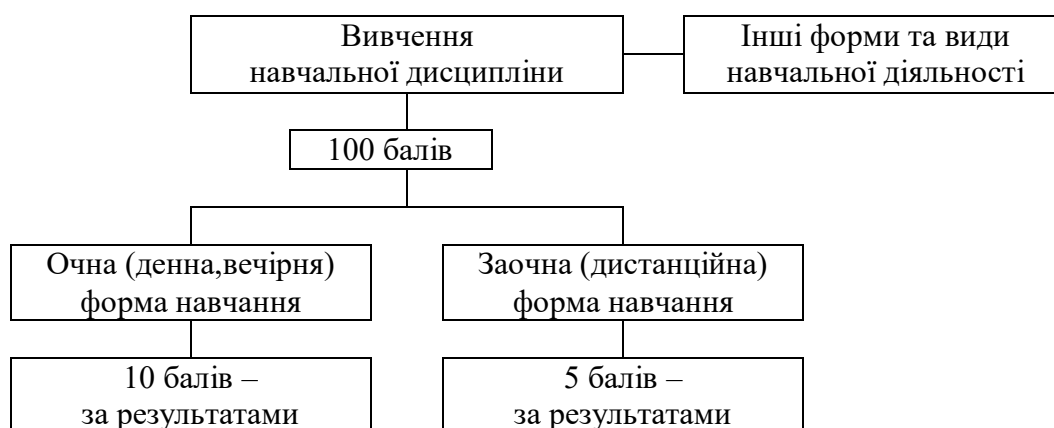 Вивчення
навчальної дисципліни
Інші форми та види
навчальної діяльності
100 балів
Очна (денна,вечірня)
форма навчання
Заочна (дистанційна)
форма навчання
10 балів –
за результатами
5 балів –
за результатами